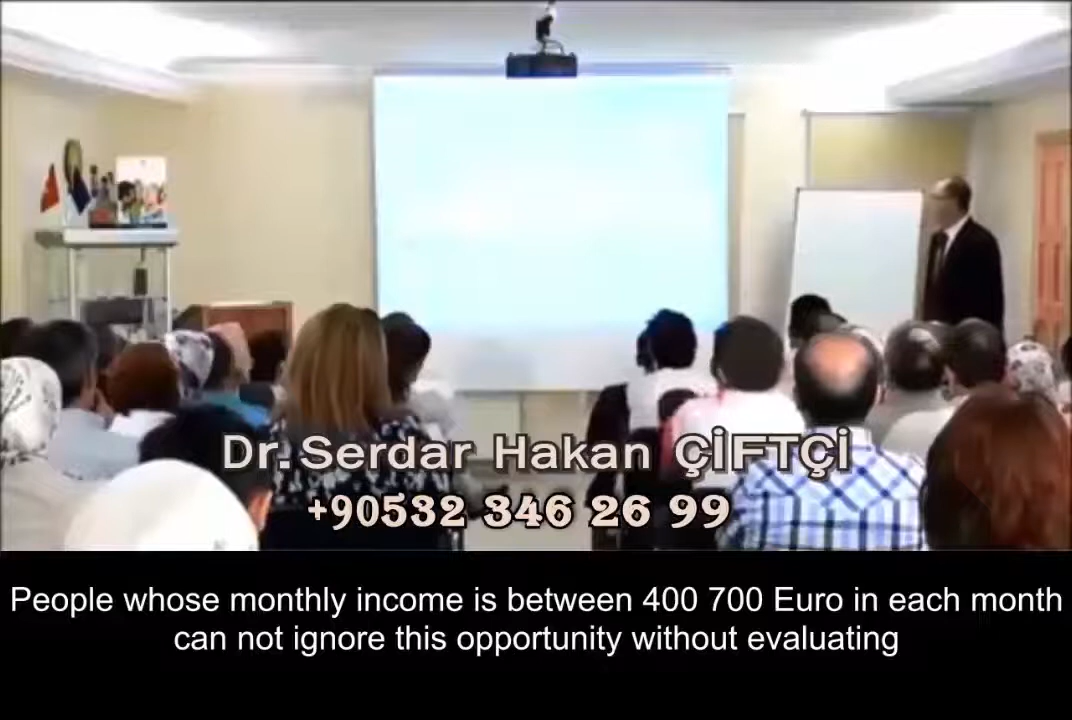 Dr. Serdar Hakan ÇİFTÇİ
+90532 346 26 99
People whose monthly income is between 400 700 Euro in each month
can not ignore this opportunity without evaluating